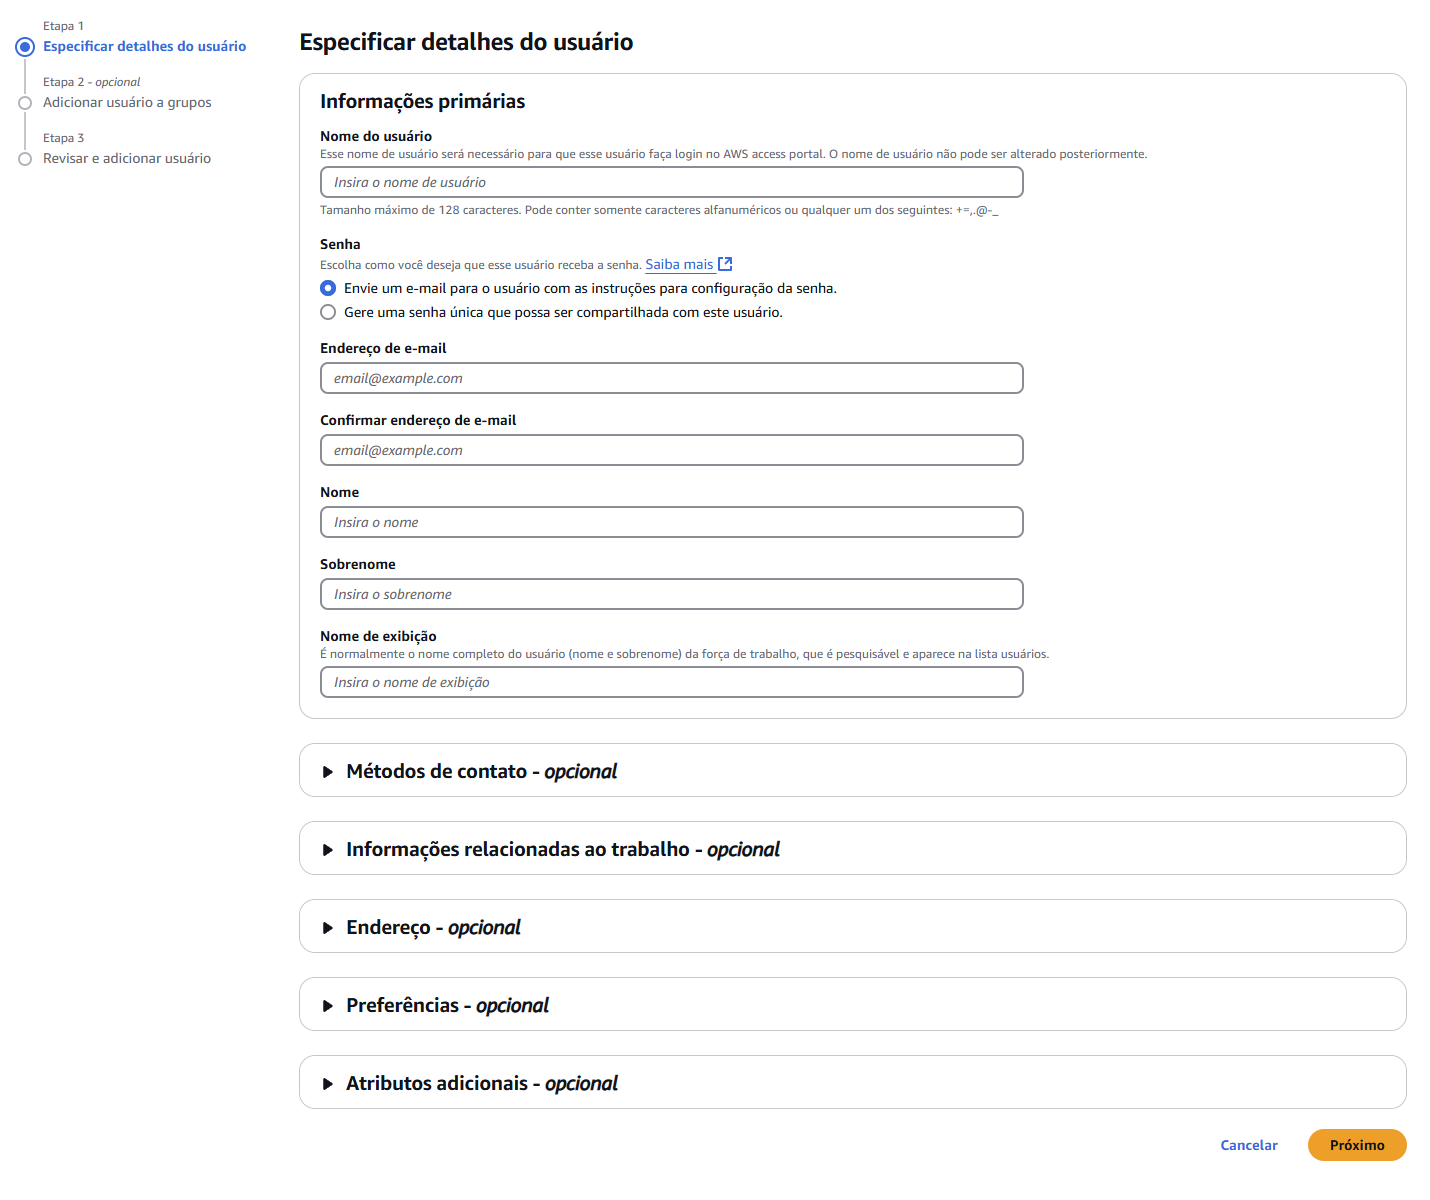 Etapa 1
Especificar detalhes do usuário
Etapa 2 - opcional
Adicionar usuário a grupos
Etapa 3
Revisar e adicionar usuário
Especificar detalhes do usuário
Informações primárias
Nome do usuário
Esse nome de usuário será necessário para que esse usuário faça login no AWS access portal. O nome de usuário não pode ser alterado posteriormente.
Insira o nome de usuário
Tamanho máximo de 128 caracteres. Pode conter somente caracteres alfanuméricos ou qualquer um dos seguintes: +=,.@-_
Senha
Escolha como você deseja que esse usuário receba a senha. Saiba mais
Envie um e-mail para o usuário com as instruções para configuração da senha.
Gere uma senha única que possa ser compartilhada com este usuário.
Endereço de e-mail
email@example.com
Confirmar endereço de e-mail
email@example.com
Nome
Insira o nome
Sobrenome
Insira o sobrenome
Nome de exibição
É normalmente o nome completo do usuário (nome e sobrenome) da força de trabalho, que é pesquisável e aparece na lista usuários.
Insira o nome de exibição
Métodos de contato - opcional
Informações relacionadas ao trabalho - opcional
Endereço - opcional
Preferências - opcional
Atributos adicionais - opcional
Cancelar
Próximo